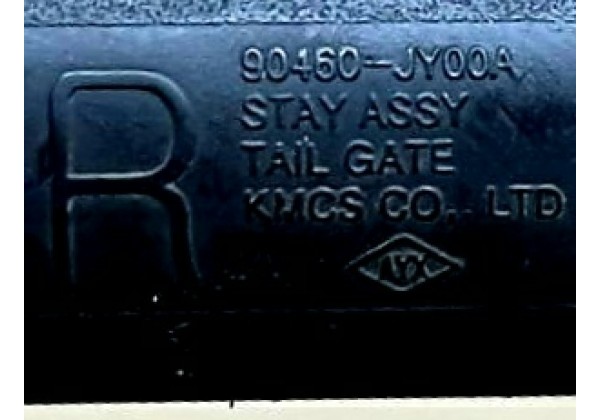 R
90460-JY00A
STAY ASSY
TAIL GATE
KMCS CO,. LTD